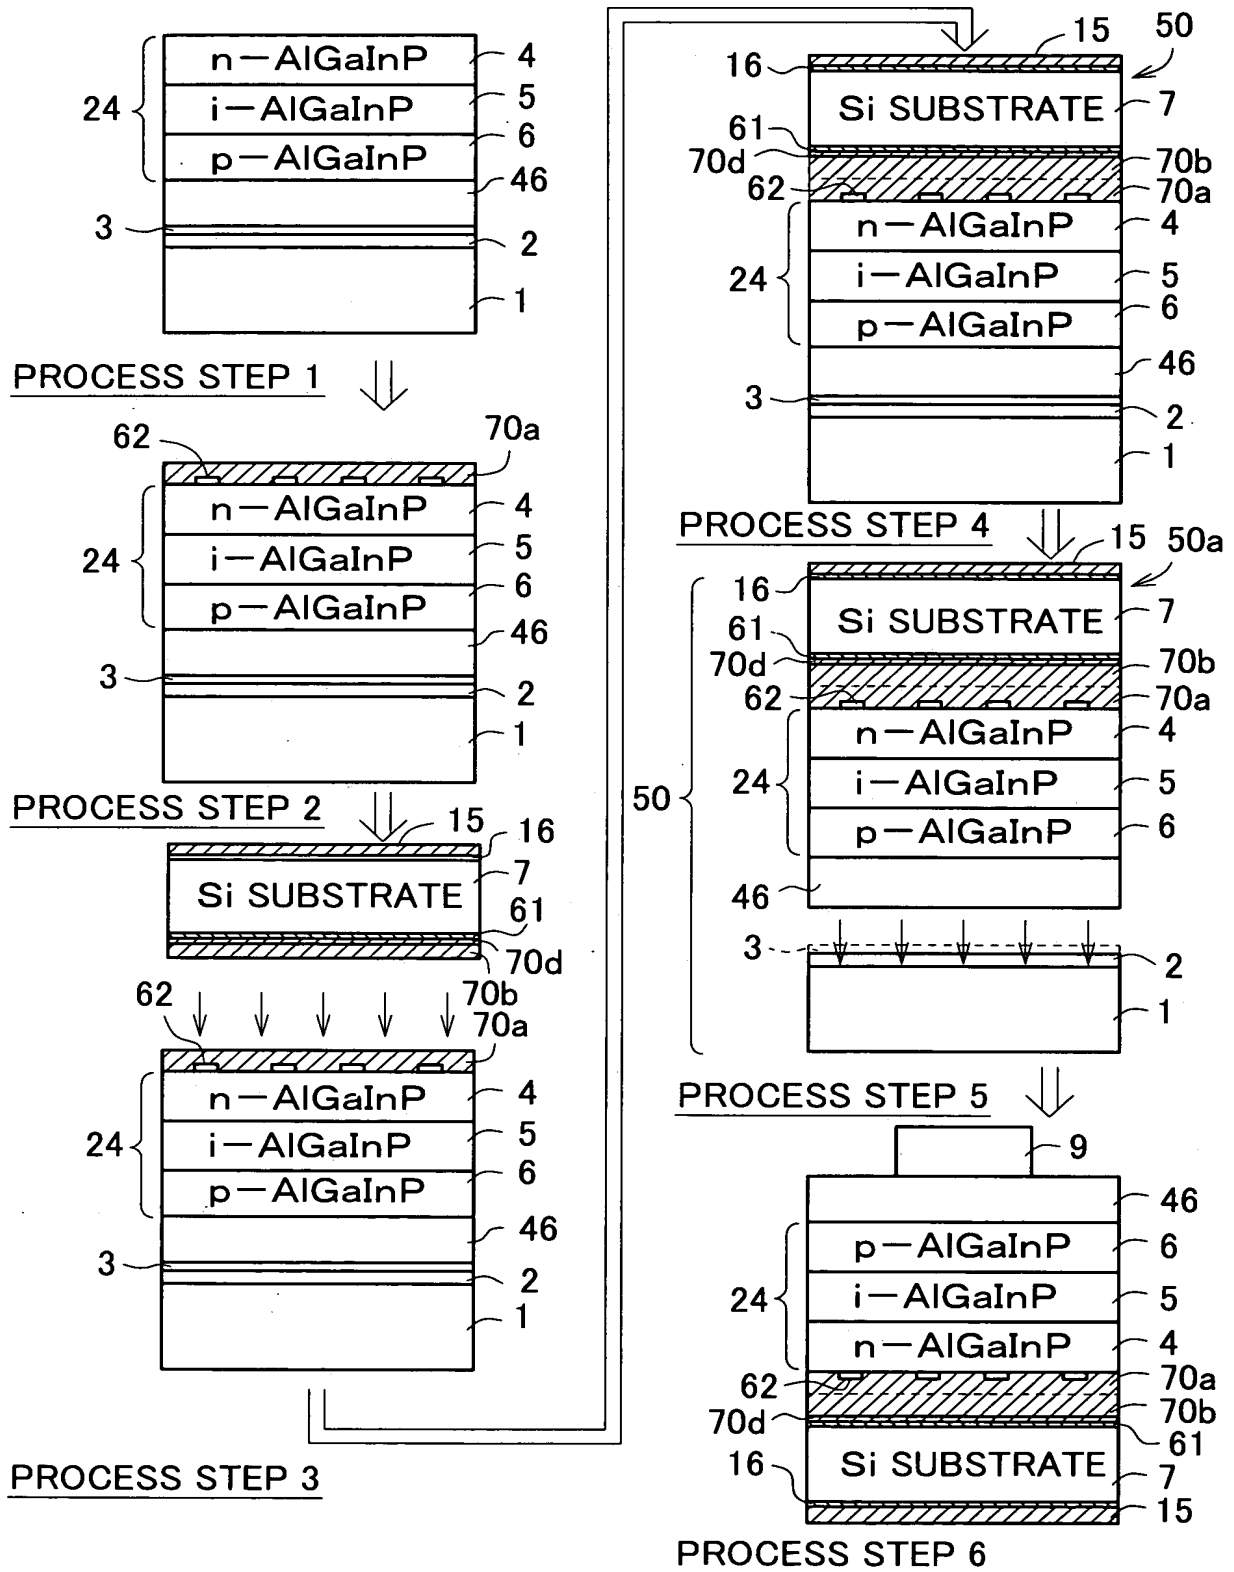 24
n-AlGaInP
4
i-AlGaInP
5
p-AlGaInP
6
46
3
2
1
PROCESS STEP 1
62
70a
24
n-AlGaInP
4
i-AlGaInP
5
p-AlGaInP
6
46
3
2
1
PROCESS STEP 2
15
16
Si SUBSTRATE
7
61
70d
70b
62
70a
24
n-AlGaInP
4
i-AlGaInP
5
p-AlGaInP
6
46
3
2
1
PROCESS STEP 3
15
50
16
Si SUBSTRATE
7
61
70d
70b
62
70a
24
n-AlGaInP
4
i-AlGaInP
5
p-AlGaInP
6
46
3
2
1
PROCESS STEP 4
15
50a
16
Si SUBSTRATE
7
61
70d
70b
62
70a
50
24
n-AlGaInP
4
i-AlGaInP
5
p-AlGaInP
6
46
3
2
1
PROCESS STEP 5
9
46
24
p-AlGaInP
6
i-AlGaInP
5
n-AlGaInP
4
62
70a
70d
70b
61
16
Si SUBSTRATE
7
15
PROCESS STEP 6